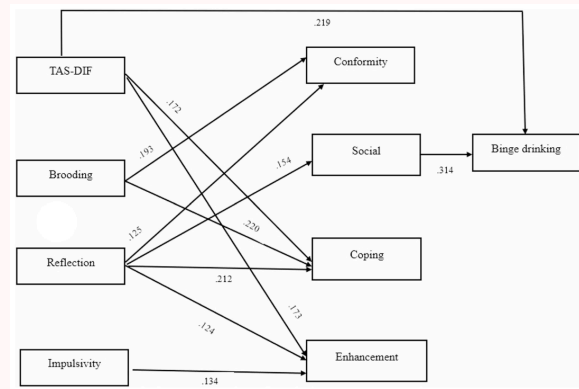 .219
TAS-DIF
Conformity
.172
.193
.154
Social
Binge drinking
.314
Brooding
.125
.220
Reflection
Coping
.212
.173
.124
Enhancement
Impulsivity
.134